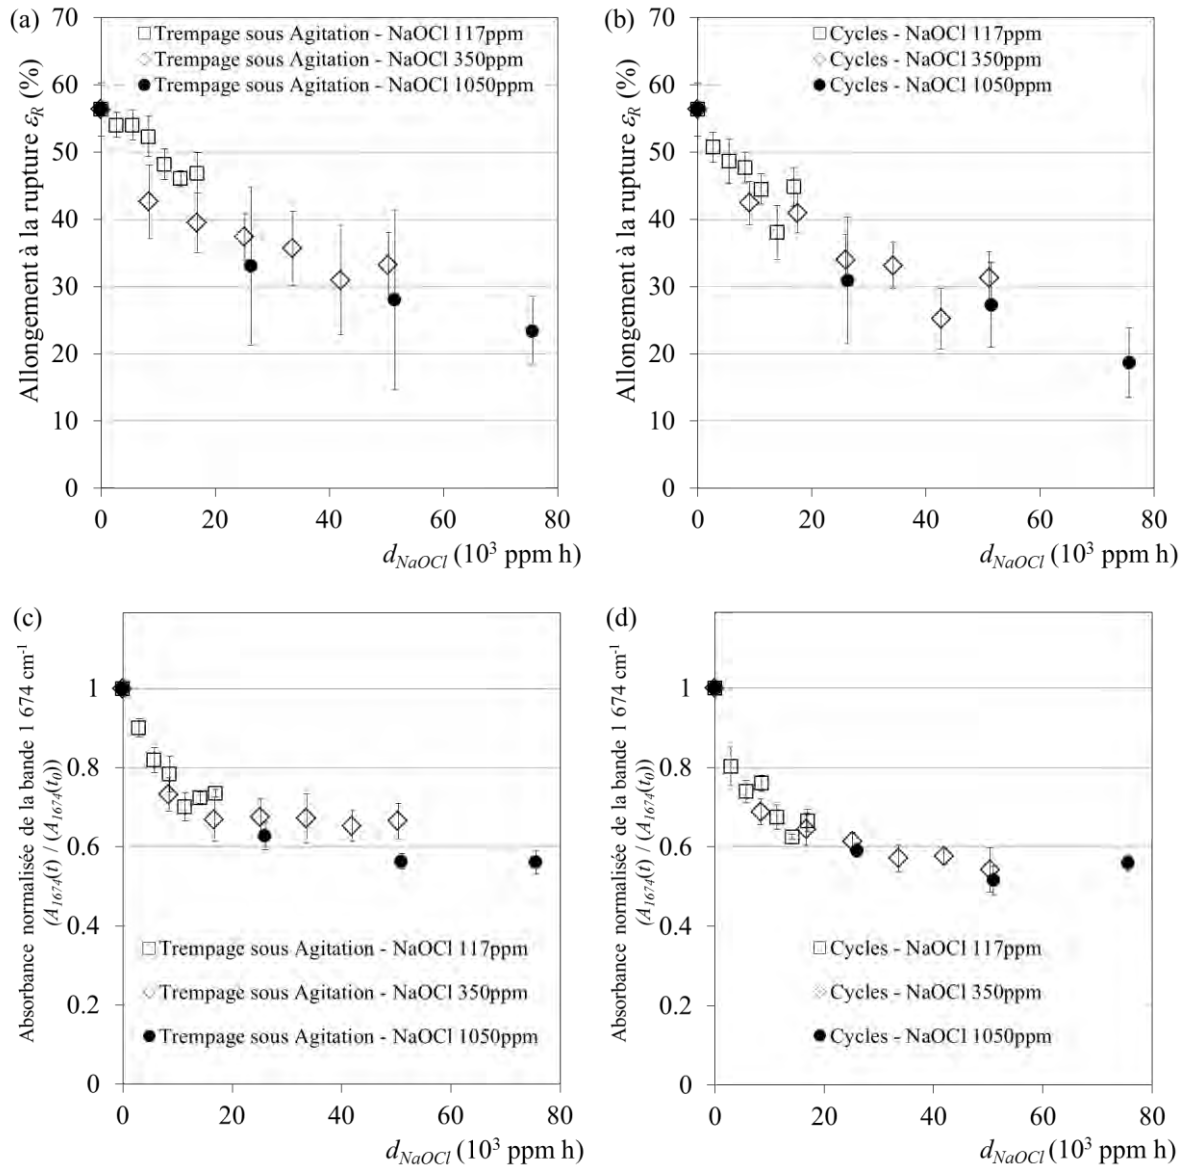 (a)
Allongement à la rupture εR (%)
70
60
50
40
30
20
10
0
Trempage sous Agitation - NaOCl 117ppm
Trempage sous Agitation - NaOCl 350ppm
Trempage sous Agitation - NaOCl 1050ppm
0 20 40 60 80
dNaOCl (10³ ppm h)
(b)
Allongement à la rupture εR (%)
70
60
50
40
30
20
10
0
Cycles - NaOCl 117ppm
Cycles - NaOCl 350ppm
Cycles - NaOCl 1050ppm
0 20 40 60 80
dNaOCl (10³ ppm h)
(c)
Absorbance normalisée de la bande 1 674 cm⁻¹
(A1674(t) / (A1674(t0))
1
0.8
0.6
0.4
0.2
0
Trempage sous Agitation - NaOCl 117ppm
Trempage sous Agitation - NaOCl 350ppm
Trempage sous Agitation - NaOCl 1050ppm
0 20 40 60 80
dNaOCl (10³ ppm h)
(d)
Absorbance normalisée de la bande 1 674 cm⁻¹
(A1674(t) / (A1674(t0))
1
0.8
0.6
0.4
0.2
0
Cycles - NaOCl 117ppm
Cycles - NaOCl 350ppm
Cycles - NaOCl 1050ppm
0 20 40 60 80
dNaOCl (10³ ppm h)